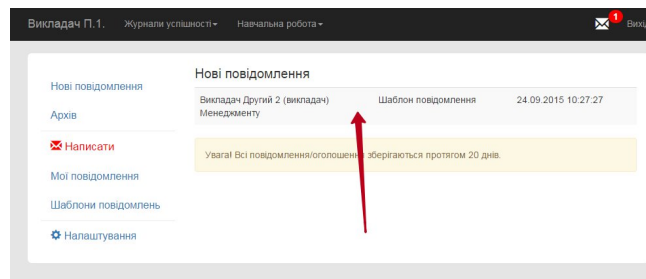 Викладач П.1. Журнали успішності Навчальна робота 1 Вихід
Нові повідомлення
Архів
Написати
Мої повідомлення
Шаблони повідомлень
Налаштування
Нові повідомлення
Викладач Другий 2 (викладач) Шаблон повідомлення 24.09.2015 10:27:27
Менеджменту
Увага! Всі повідомлення/оголошення зберігаються протягом 20 днів.